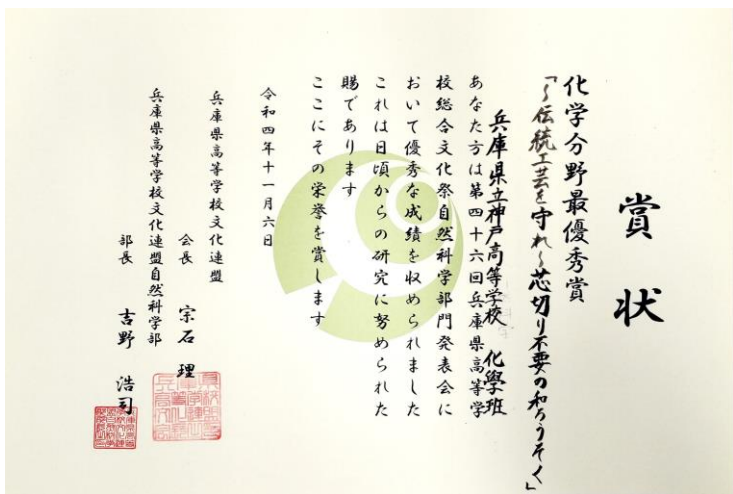 賞状
化学分野最優秀賞
「～伝統工芸を守れ～芯切り不要の和ろうそく」
兵庫県立神戸高等学校 化學班
あなた方は第四十六回兵庫県高等学
校総合文化祭自然科学部門発表会に
おいて優秀な成績を収められました
これは日頃からの研究に努められた
賜であります
ここにその栄誉を賞します
令和四年十一月六日
兵庫県高等学校文化連盟
会長 宗石 理
兵庫県高等学校文化連盟自然科学部
部長 吉野 浩司